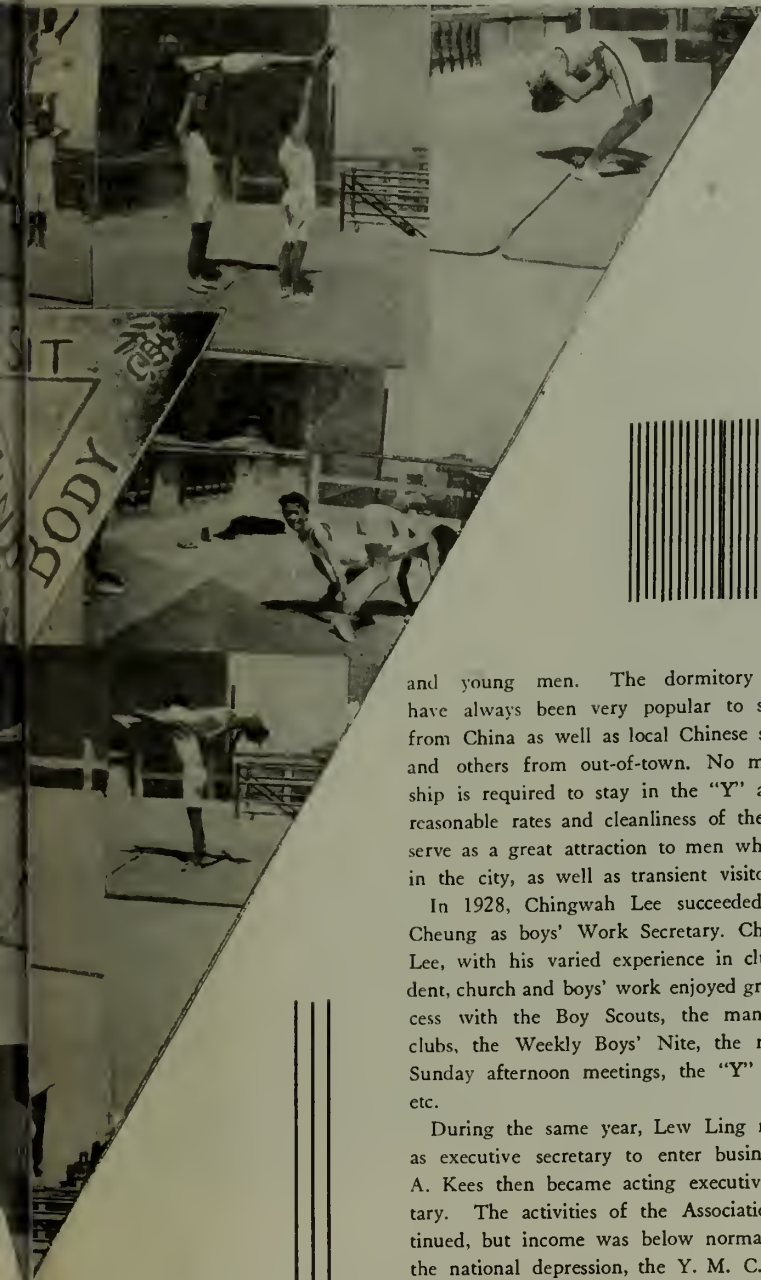 SIT
BODY
and young men. The dormitory
have always been very popular to s
from China as well as local Chinese s
and others from out-of-town. No m
ship is required to stay in the “Y” a
reasonable rates and cleanliness of the
serve as a great attraction to men wh
in the city, as well as transient visito
In 1928, Chingwah Lee succeeded
Cheung as boys’ Work Secretary. Ch
Lee, with his varied experience in clu
dent, church and boys’ work enjoyed gr
cess with the Boy Scouts, the man
clubs, the Weekly Boys’ Nite, the r
Sunday afternoon meetings, the “Y”
etc.
During the same year, Lew Ling r
as executive secretary to enter busin
A. Kees then became acting executiv
tary. The activities of the Associatio
tinued, but income was below norma
the national depression, the Y. M. C.